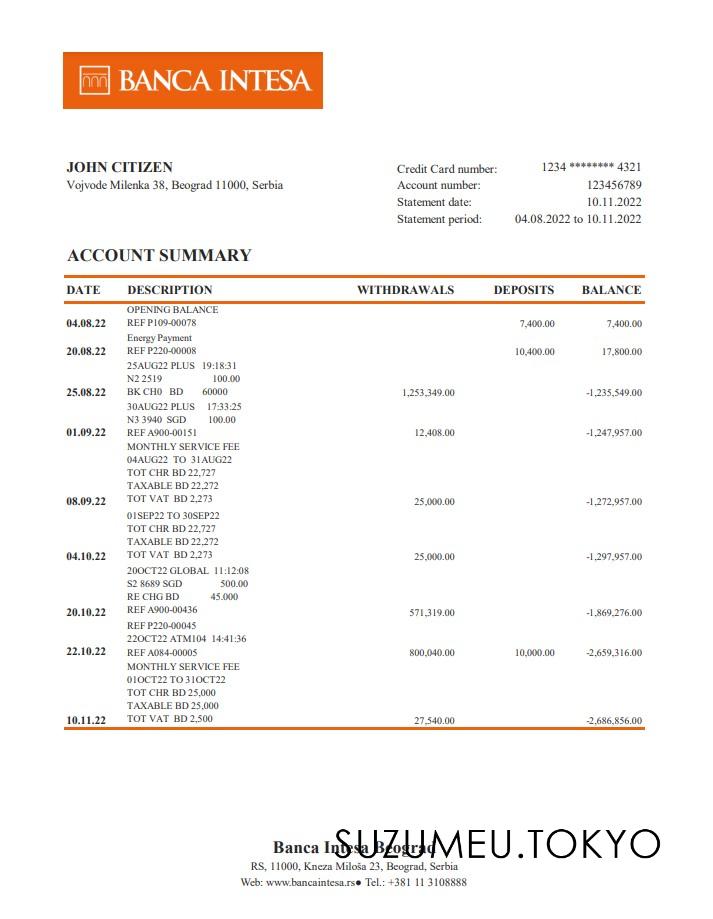 BANCA INTESA
JOHN CITIZEN
Vojvode Milenka 38, Beograd 11000, Serbia
Credit Card number: 1234 ******** 4321
Account number: 123456789
Statement date: 10.11.2022
Statement period: 04.08.2022 to 10.11.2022
ACCOUNT SUMMARY
DATE DESCRIPTION WITHDRAWALS DEPOSITS BALANCE
OPENING BALANCE
04.08.22 REF P109-00078 7,400.00 7,400.00
Energy Payment
20.08.22 REF P220-00008 10,400.00 17,800.00
25AUG22 PLUS 19:18:31
N2 2519 100.00
25.08.22 BK CH0 BD 60000 1,253,349.00 -1,235,549.00
30AUG22 PLUS 17:33:25
N3 3940 SGD 100.00
01.09.22 REF A900-00151 12,408.00 -1,247,957.00
MONTHLY SERVICE FEE
04AUG22 TO 31AUG22
TOT CHR BD 22,727
TAXABLE BD 22,272
08.09.22 TOT VAT BD 2,273 25,000.00 -1,272,957.00
01SEP22 TO 30SEP22
TOT CHR BD 22,727
TAXABLE BD 22,272
04.10.22 TOT VAT BD 2,273 25,000.00 -1,297,957.00
20OCT22 GLOBAL 11:12:08
S2 8689 SGD 500.00
RE CHG BD 45.000
20.10.22 REF A900-00436 571,319.00 -1,869,276.00
REF P220-00045
22OCT22 ATM104 14:41:36
22.10.22 REF A084-00005 800,040.00 10,000.00 -2,659,316.00
MONTHLY SERVICE FEE
01OCT22 TO 31OCT22
TOT CHR BD 25,000
TAXABLE BD 25,000
10.11.22 TOT VAT BD 2,500 27,540.00 -2,686,856.00
SUZUMEU.TOKYO
Banca Intesa Beograd
RS, 11000, Kneza Miloša 23, Beograd, Serbia
Web: www.bancaintesa.rs● Tel.: +381 11 3108888